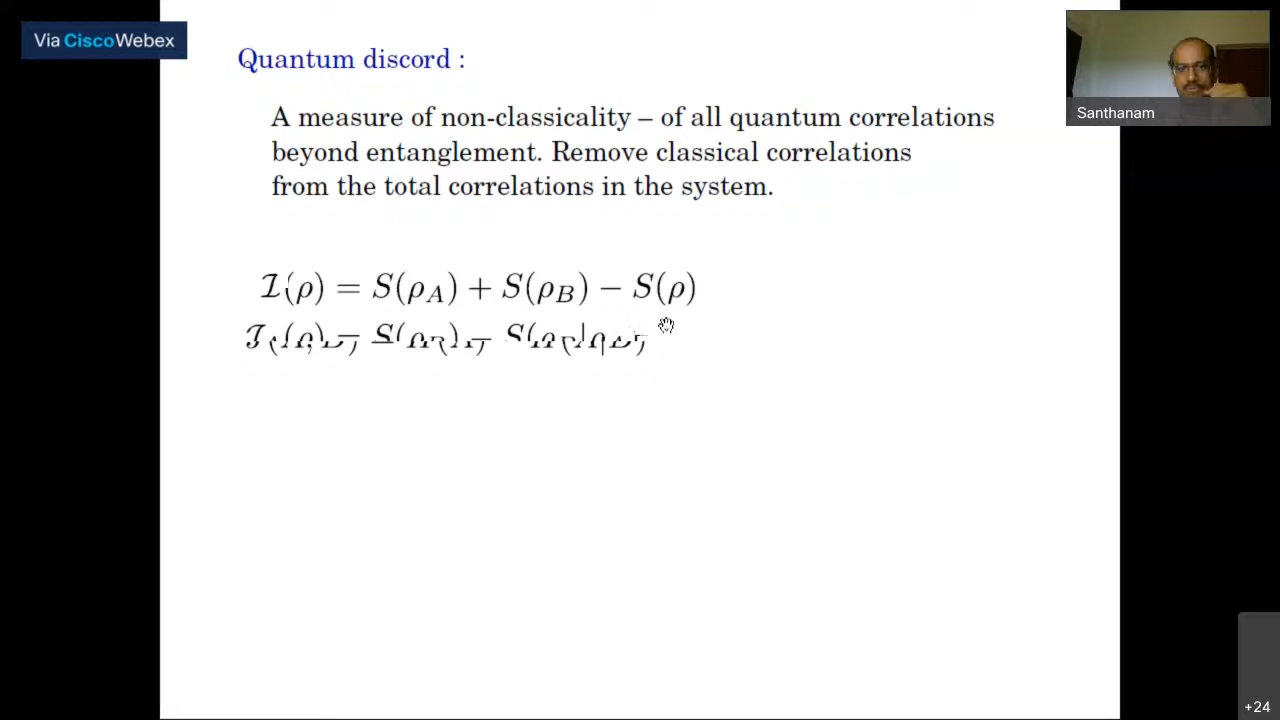 Via CiscoWebex
Quantum discord :
A measure of non-classicality – of all quantum correlations
beyond entanglement. Remove classical correlations
from the total correlations in the system.
Santhanam
ℐ(ρ) = S(ρ_A) + S(ρ_B) − S(ρ)
+24